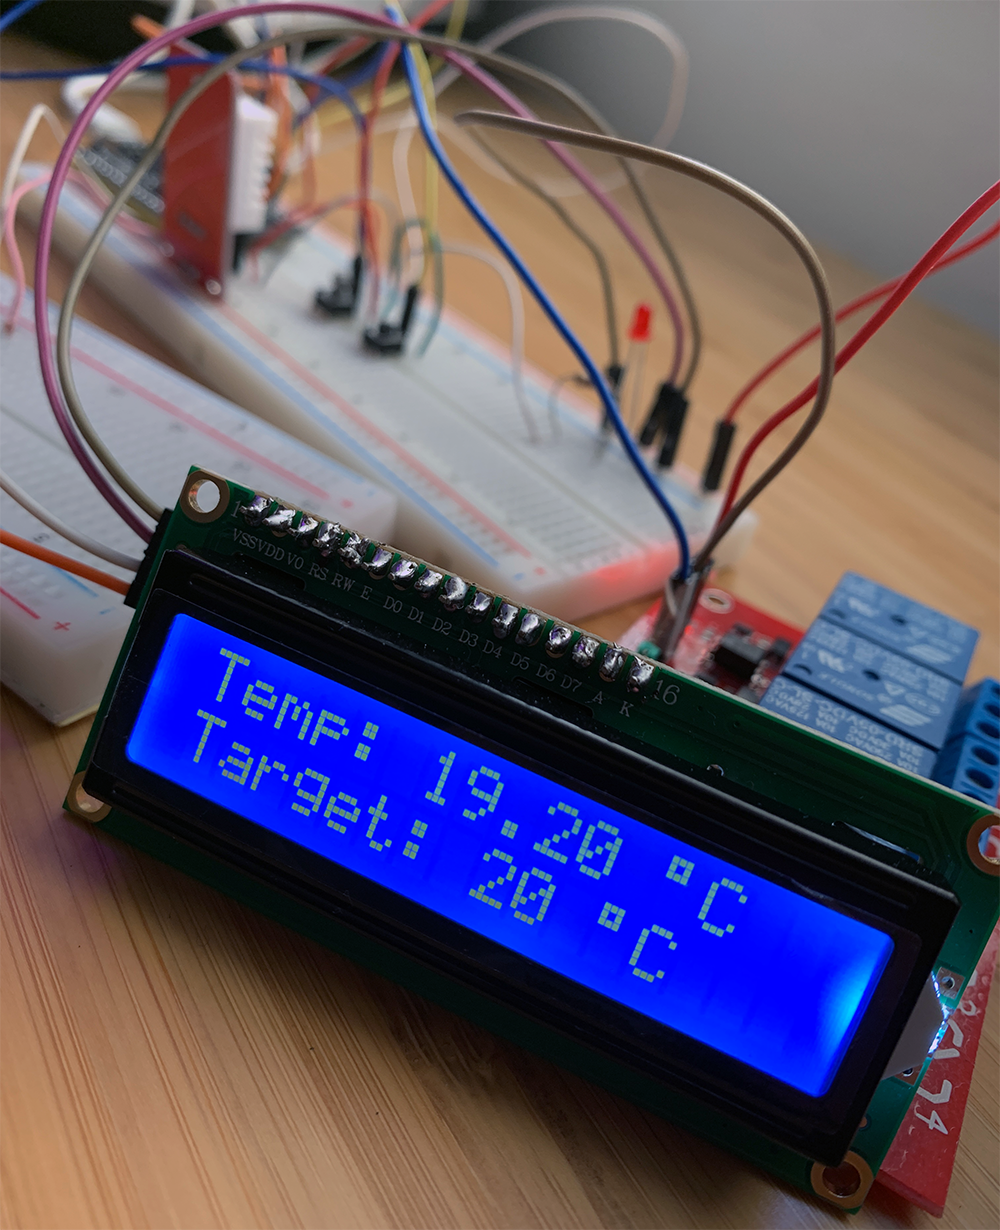 1
16
VSS VDD V0 RS RW E D0 D1 D2 D3 D4 D5 D6 D7 A K
Temp: 19.20 °C
Target: 20 °C